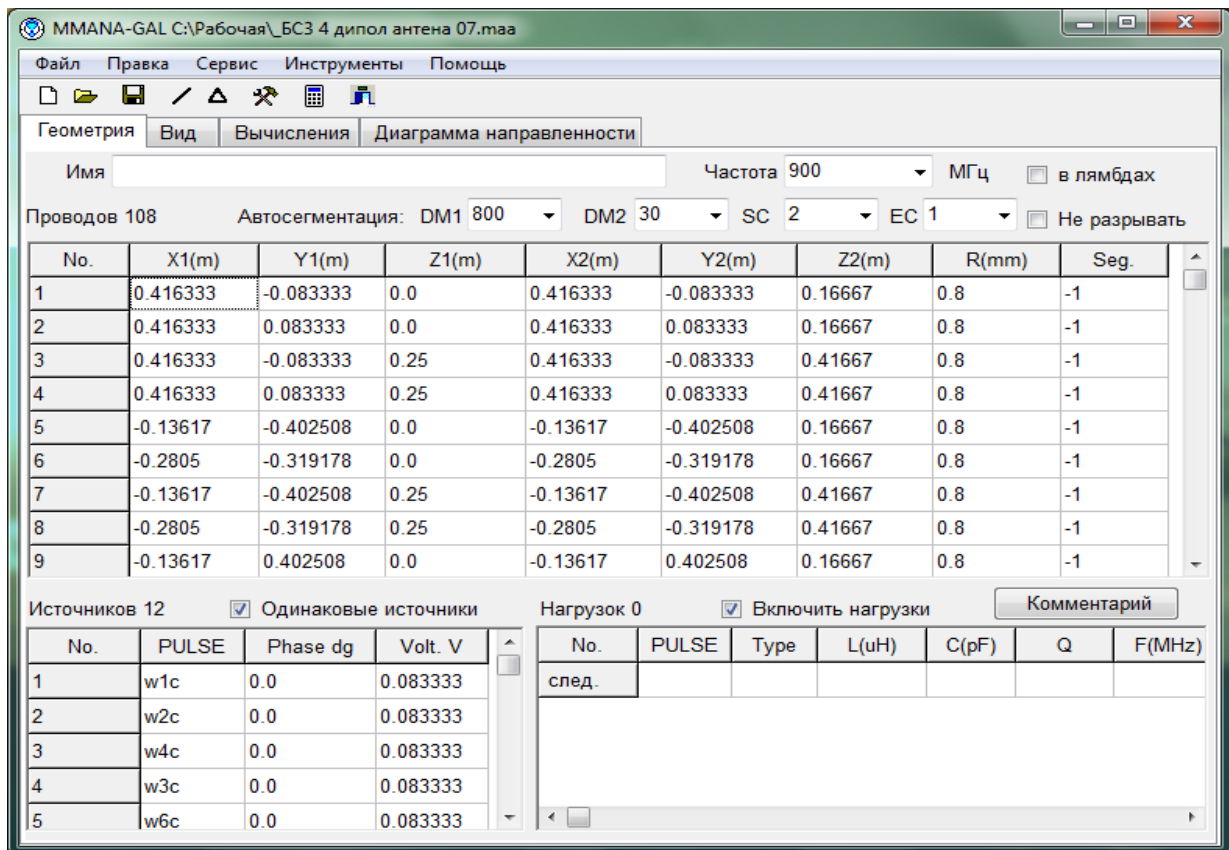 MMANA-GAL C:\Рабочая\_БС3 4 дипол антена 07.maa
Файл Правка Сервис Инструменты Помощь
Геометрия Вид Вычисления Диаграмма направленности
Имя Частота 900 МГц в лямбдах
Проводов 108 Автосегментация: DM1 800 DM2 30 SC 2 EC 1 Не разрывать
No. X1(m) Y1(m) Z1(m) X2(m) Y2(m) Z2(m) R(mm) Seg.
1 0.416333 -0.083333 0.0 0.416333 -0.083333 0.16667 0.8 -1
2 0.416333 0.083333 0.0 0.416333 0.083333 0.16667 0.8 -1
3 0.416333 -0.083333 0.25 0.416333 -0.083333 0.41667 0.8 -1
4 0.416333 0.083333 0.25 0.416333 0.083333 0.41667 0.8 -1
5 -0.13617 -0.402508 0.0 -0.13617 -0.402508 0.16667 0.8 -1
6 -0.2805 -0.319178 0.0 -0.2805 -0.319178 0.16667 0.8 -1
7 -0.13617 -0.402508 0.25 -0.13617 -0.402508 0.41667 0.8 -1
8 -0.2805 -0.319178 0.25 -0.2805 -0.319178 0.41667 0.8 -1
9 -0.13617 0.402508 0.0 -0.13617 0.402508 0.16667 0.8 -1
Источников 12 Одинаковые источники Нагрузок 0 Включить нагрузки Комментарий
No. PULSE Phase dg Volt. V No. PULSE Type L(uH) C(pF) Q F(MHz)
1 w1c 0.0 0.083333 след.
2 w2c 0.0 0.083333
3 w4c 0.0 0.083333
4 w3c 0.0 0.083333
5 w6c 0.0 0.083333